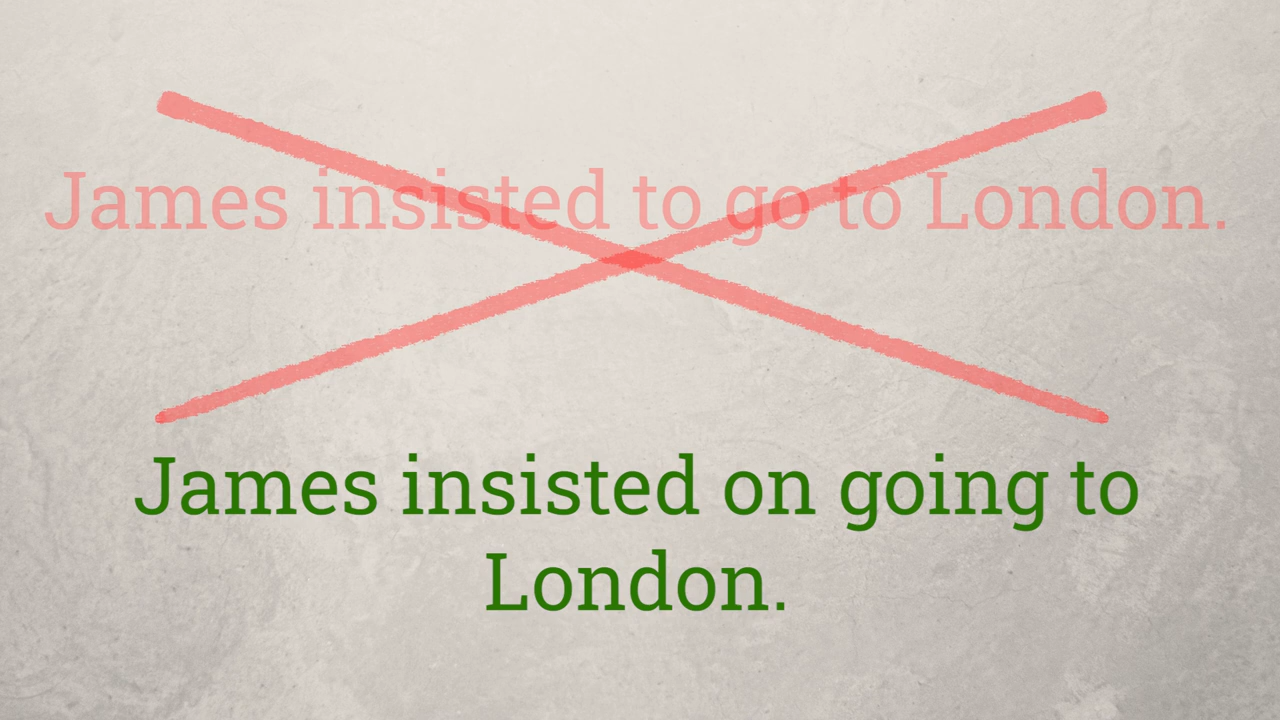 James insisted to go to London.
James insisted on going to
London.